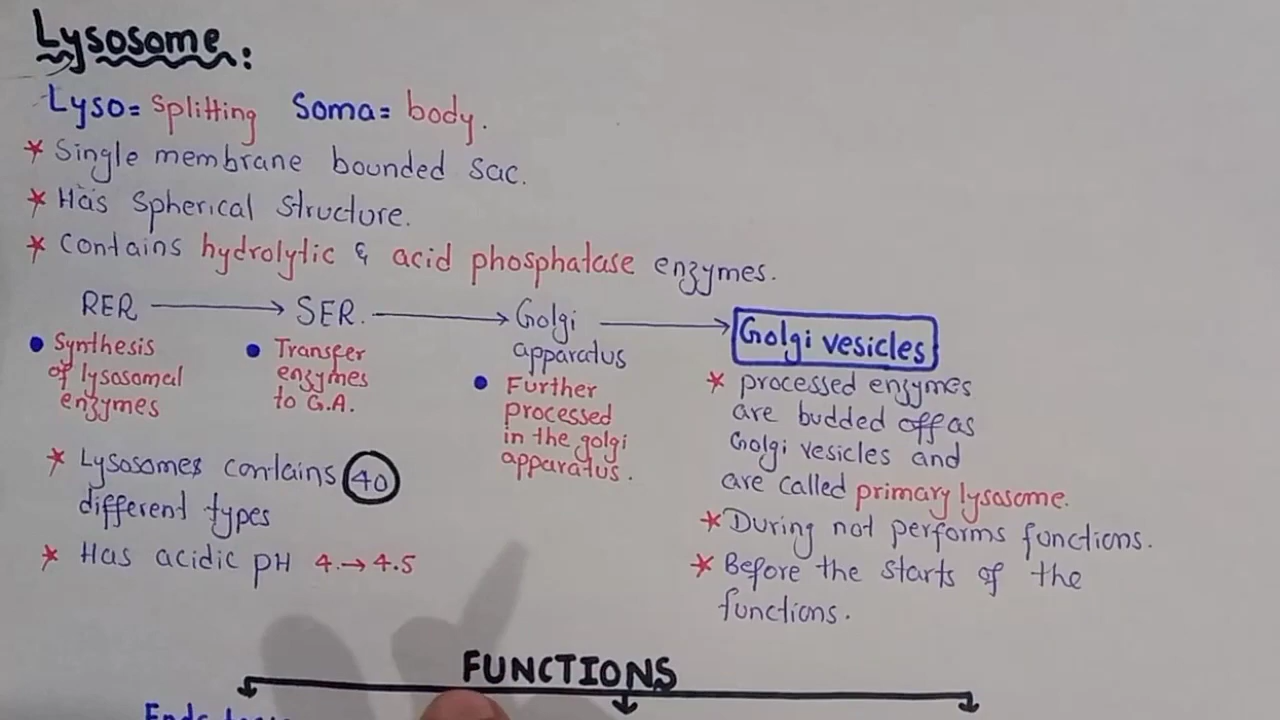 Lysosome:
Lyso= splitting Soma= body.
* Single membrane bounded sac.
* Has spherical structure.
* Contains hydrolytic & acid phosphatase enzymes.
RER → SER. → Golgi apparatus → Golgi vesicles
• Synthesis
of lysosomal
enzymes
• Transfer
enzymes
to G.A.
• Further
processed
in the golgi
apparatus.
* processed enzymes
are budded off as
Golgi vesicles and
are called primary lysosome.
* During not performs functions.
* Before the starts of the
functions.
* Lysosomes contains 40
different types
* Has acidic pH 4.→4.5
FUNCTIONS